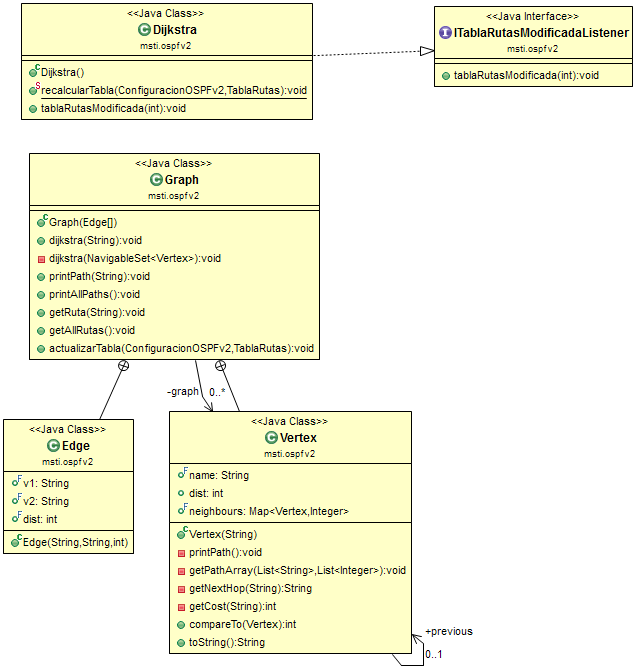 <<Java Class>>
Dijkstra
msti.ospfv2
Dijkstra()
recalcularTabla(ConfiguracionOSPFv2,TablaRutas):void
tablaRutasModificada(int):void
<<Java Interface>>
ITablaRutasModificadaListener
msti.ospfv2
tablaRutasModificada(int):void
<<Java Class>>
Graph
msti.ospfv2
Graph(Edge[])
dijkstra(String):void
dijkstra(NavigableSet<Vertex>):void
printPath(String):void
printAllPaths():void
getRuta(String):void
getAllRutas():void
actualizarTabla(ConfiguracionOSPFv2,TablaRutas):void
-graph
0..*
<<Java Class>>
Edge
msti.ospfv2
v1: String
v2: String
dist: int
Edge(String,String,int)
<<Java Class>>
Vertex
msti.ospfv2
name: String
dist: int
neighbours: Map<Vertex,Integer>
Vertex(String)
printPath():void
getPathArray(List<String>,List<Integer>):void
getNextHop(String):String
getCost(String):int
compareTo(Vertex):int
toString():String
+previous
0..1